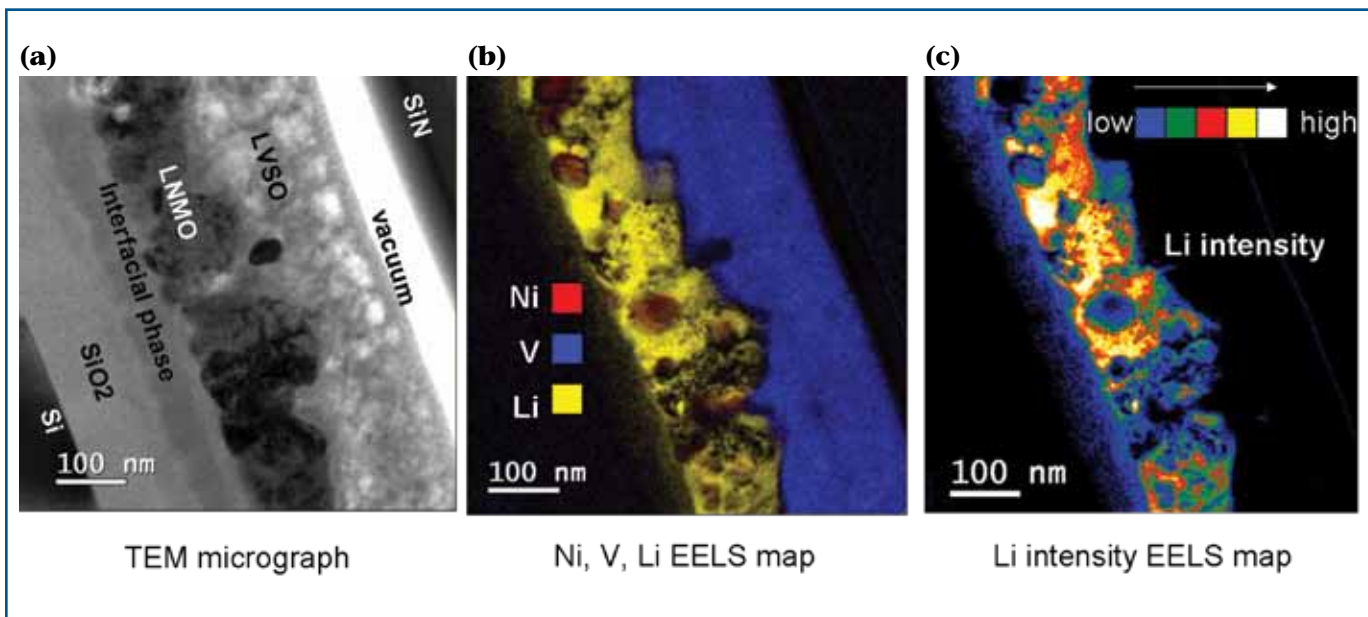 (a)
SiN
LVSO
LNMO
vacuum
Interfacial phase
SiO2
Si
100 nm
TEM micrograph
(b)
Ni
V
Li
100 nm
Ni, V, Li EELS map
(c)
low
high
Li intensity
100 nm
Li intensity EELS map